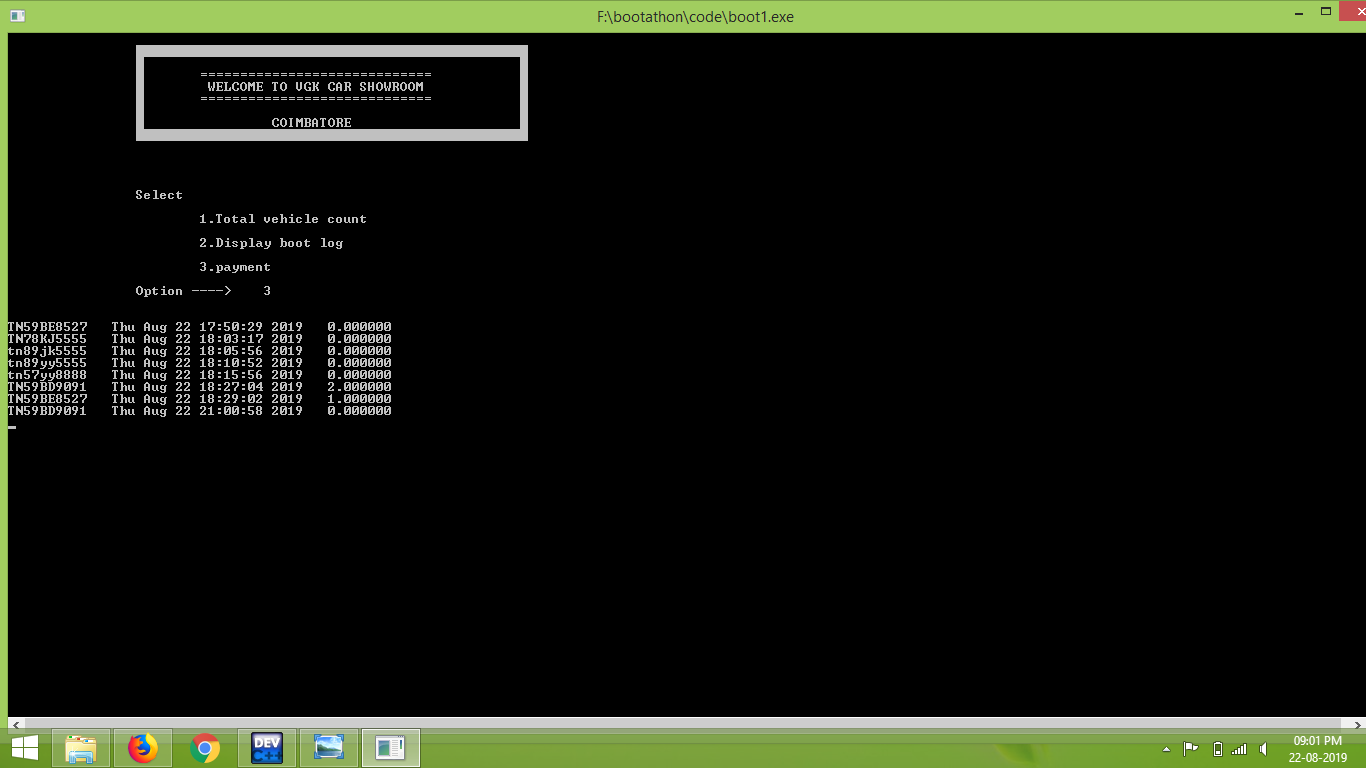 F:\bootathon\code\boot1.exe
=============================
WELCOME TO VGK CAR SHOWROOM
=============================
COIMBATORE
Select
1.Total vehicle count
2.Display boot log
3.payment
Option ----> 3
TN59BE8527 Thu Aug 22 17:50:29 2019 0.000000
TN78KJ5555 Thu Aug 22 18:03:17 2019 0.000000
tn89jk5555 Thu Aug 22 18:05:56 2019 0.000000
tn89yy5555 Thu Aug 22 18:10:52 2019 0.000000
tn57yy8888 Thu Aug 22 18:15:56 2019 0.000000
TN59BD9091 Thu Aug 22 18:27:04 2019 2.000000
TN59BE8527 Thu Aug 22 18:29:02 2019 1.000000
TN59BD9091 Thu Aug 22 21:00:58 2019 0.000000
DEV
C++
09:01 PM
22-08-2019